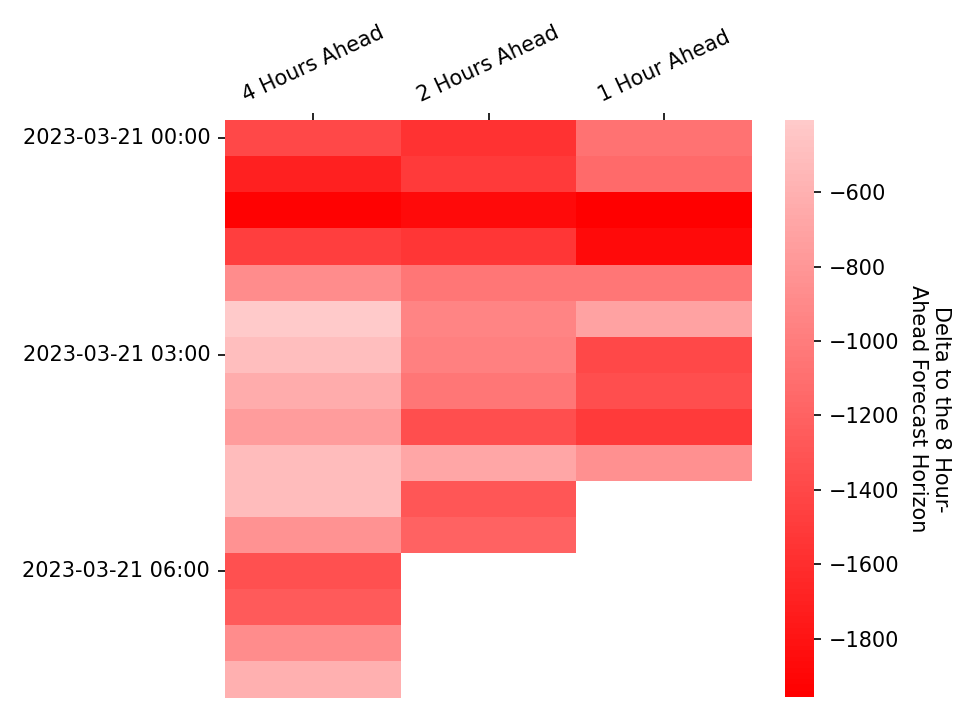 4 Hours Ahead
2 Hours Ahead
1 Hour Ahead
2023-03-21 00:00
2023-03-21 03:00
2023-03-21 06:00
−600
−800
−1000
−1200
−1400
−1600
−1800
Delta to the 8 Hour-
Ahead Forecast Horizon